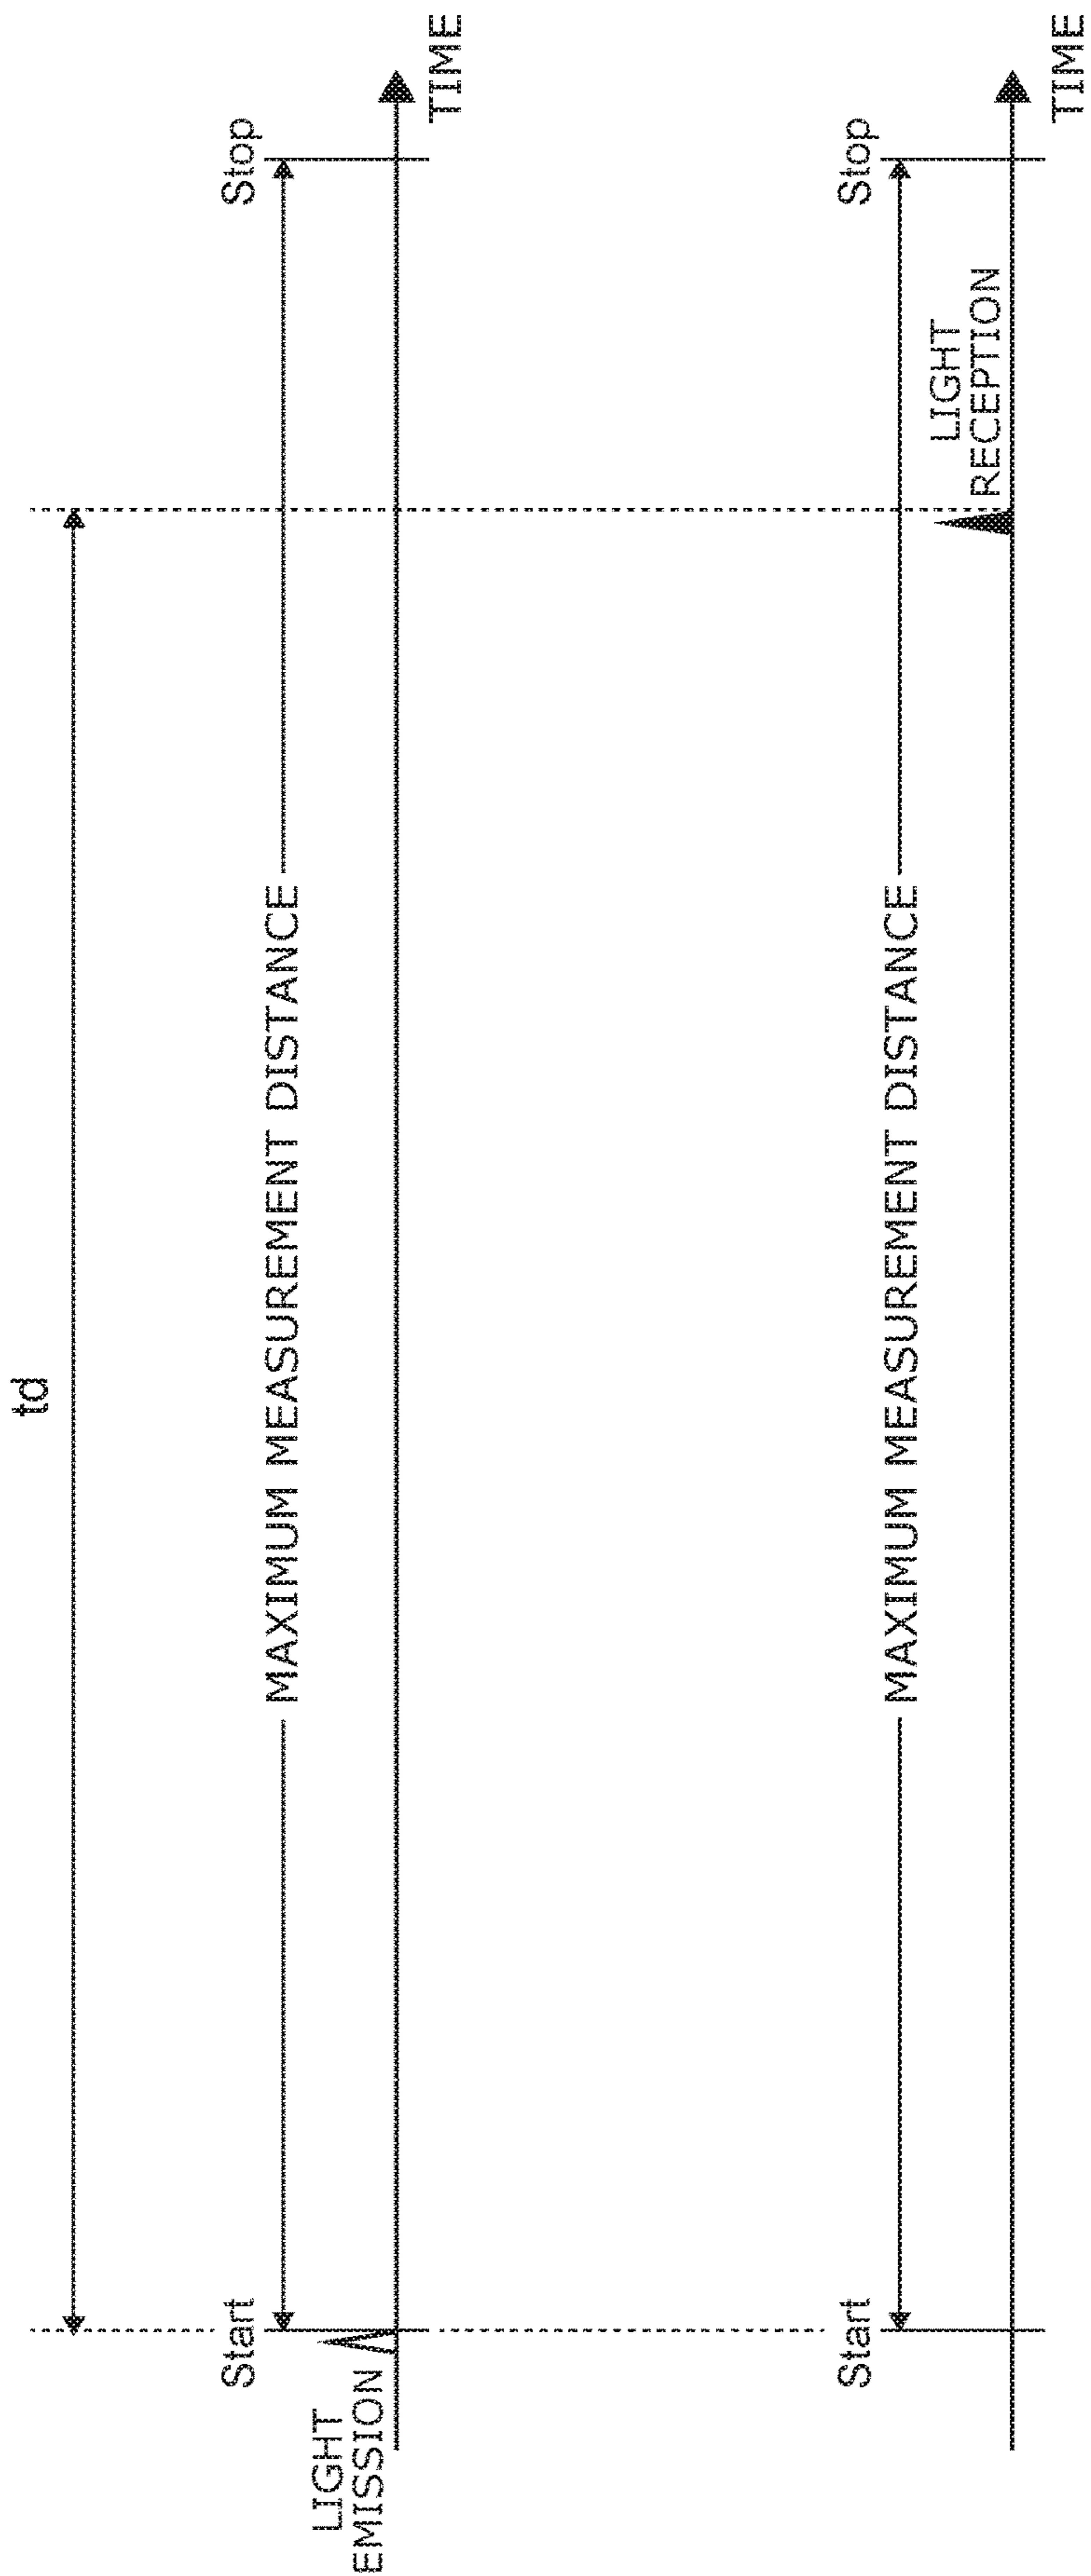 td
Start
Stop
MAXIMUM MEASUREMENT DISTANCE
LIGHT
EMISSION
TIME
Start
Stop
MAXIMUM MEASUREMENT DISTANCE
LIGHT
RECEPTION
TIME